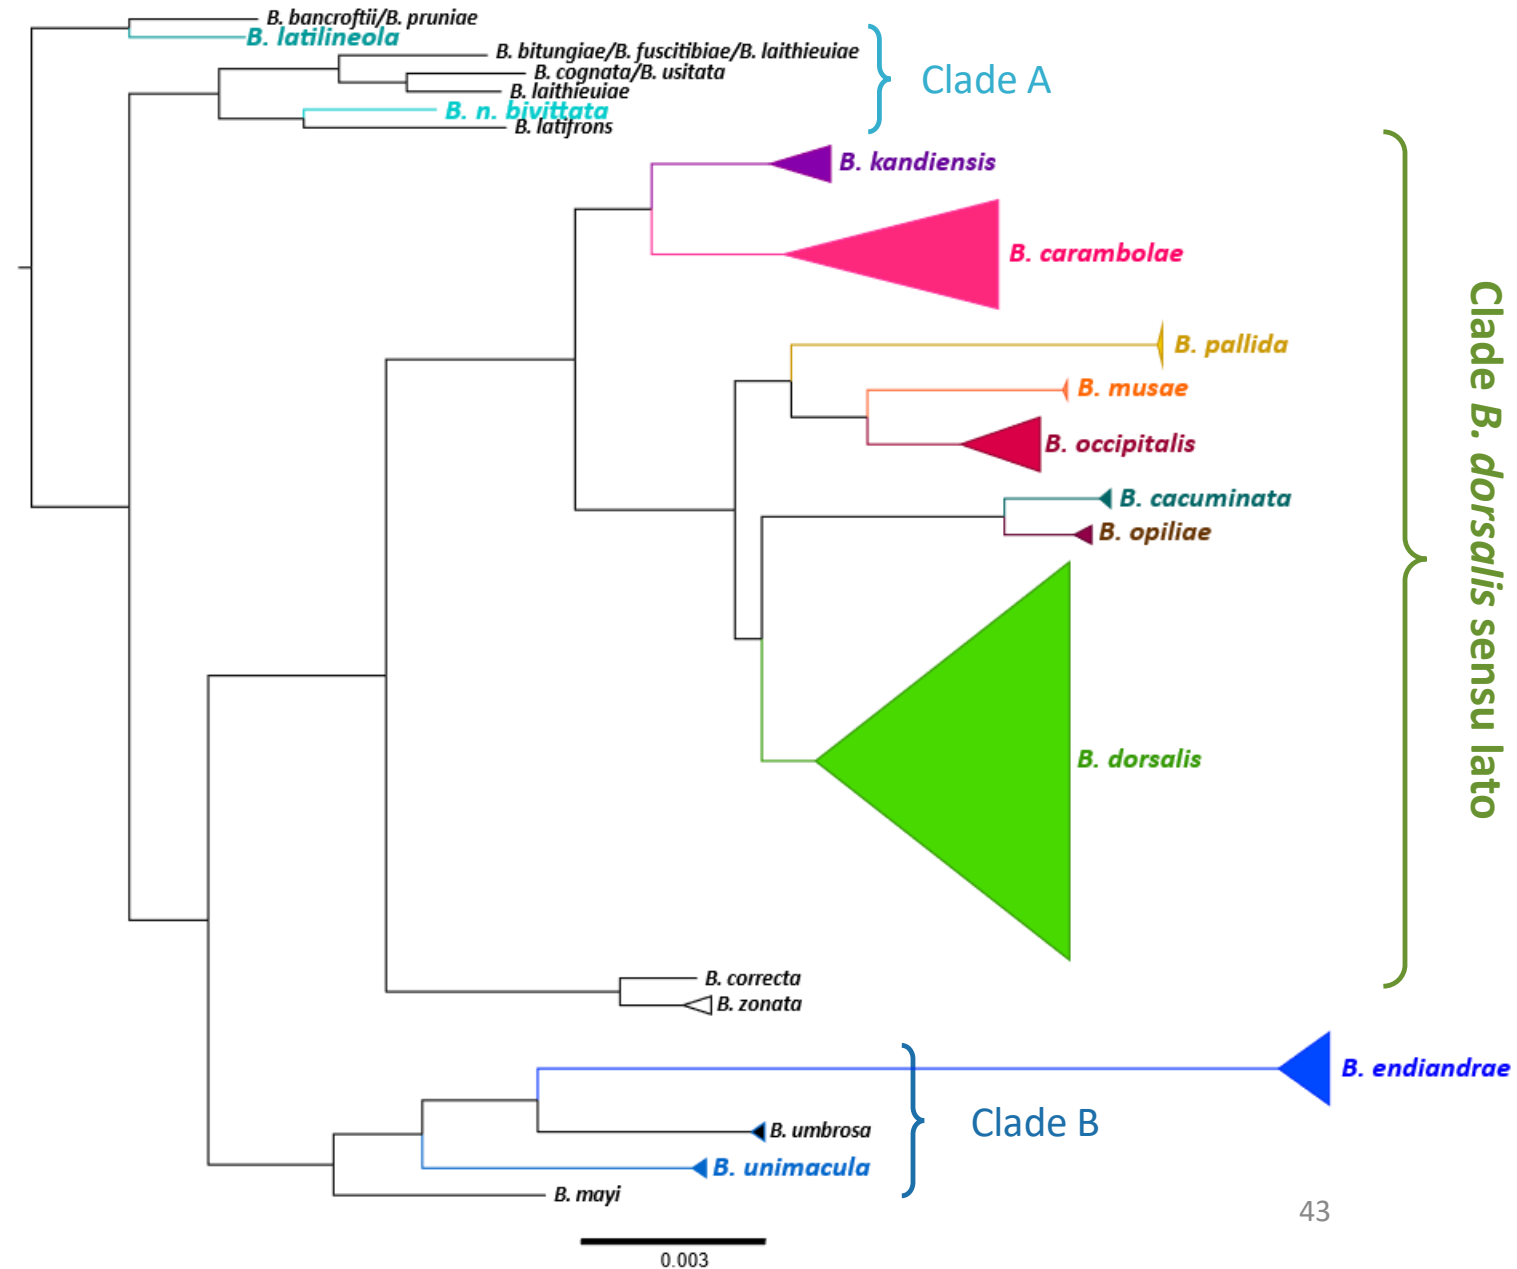 B. bancroftii/B. pruniae
B. latilineola
B. bitungiae/B. fuscitibiae/B. laithieuiae
B. cognata/B. usitata
B. laithieuiae
B. n. bivittata
B. latifrons
Clade A
B. kandiensis
B. carambolae
B. pallida
B. musae
B. occipitalis
B. cacuminata
B. opiliae
B. dorsalis
Clade B. dorsalis sensu lato
B. correcta
B. zonata
B. endiandrae
B. umbrosa
Clade B
B. unimacula
B. mayi
43
0.003